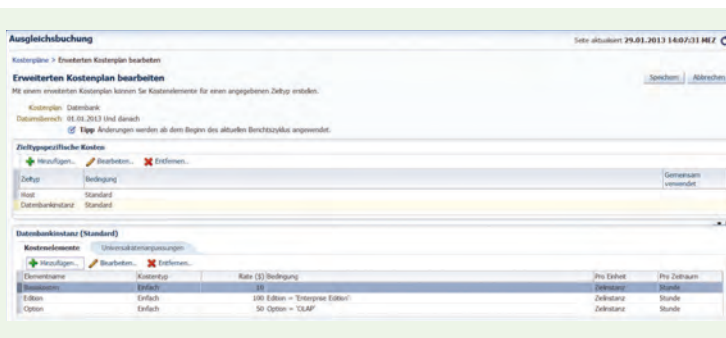 Ausgleichsbuchung
Seite aktualisiert 29.01.2013 14:07:31 MEZ
Kostenpläne > Erweiterten Kostenplan bearbeiten
Erweiterten Kostenplan bearbeiten
Speichern Abbrechen
Mit einem erweiterten Kostenplan können Sie Kostenelemente für einen angegebenen Zieltyp erstellen.
Kostenplan Datenbank
Datumsbereich 01.01.2013 Und danach
Tipp Änderungen werden ab dem Beginn des aktuellen Berichtszyklus angewendet.
Zieltypspezifische Kosten
Hinzufügen... Bearbeiten... Entfernen...
Zieltyp Bedingung Gemeinsam verwendet
Host Standard
Datenbankinstanz Standard
Datenbankinstanz (Standard)
Kostenelemente Universalratenanpassungen
Hinzufügen... Bearbeiten... Entfernen...
Elementname Kostentyp Rate ($) Bedingung Pro Einheit Pro Zeitraum
Basiskosten Einfach 10 Zielinstanz Stunde
Edition Einfach 100 Edition = 'Enterprise Edition' Zielinstanz Stunde
Option Einfach 50 Option = 'OLAP' Zielinstanz Stunde